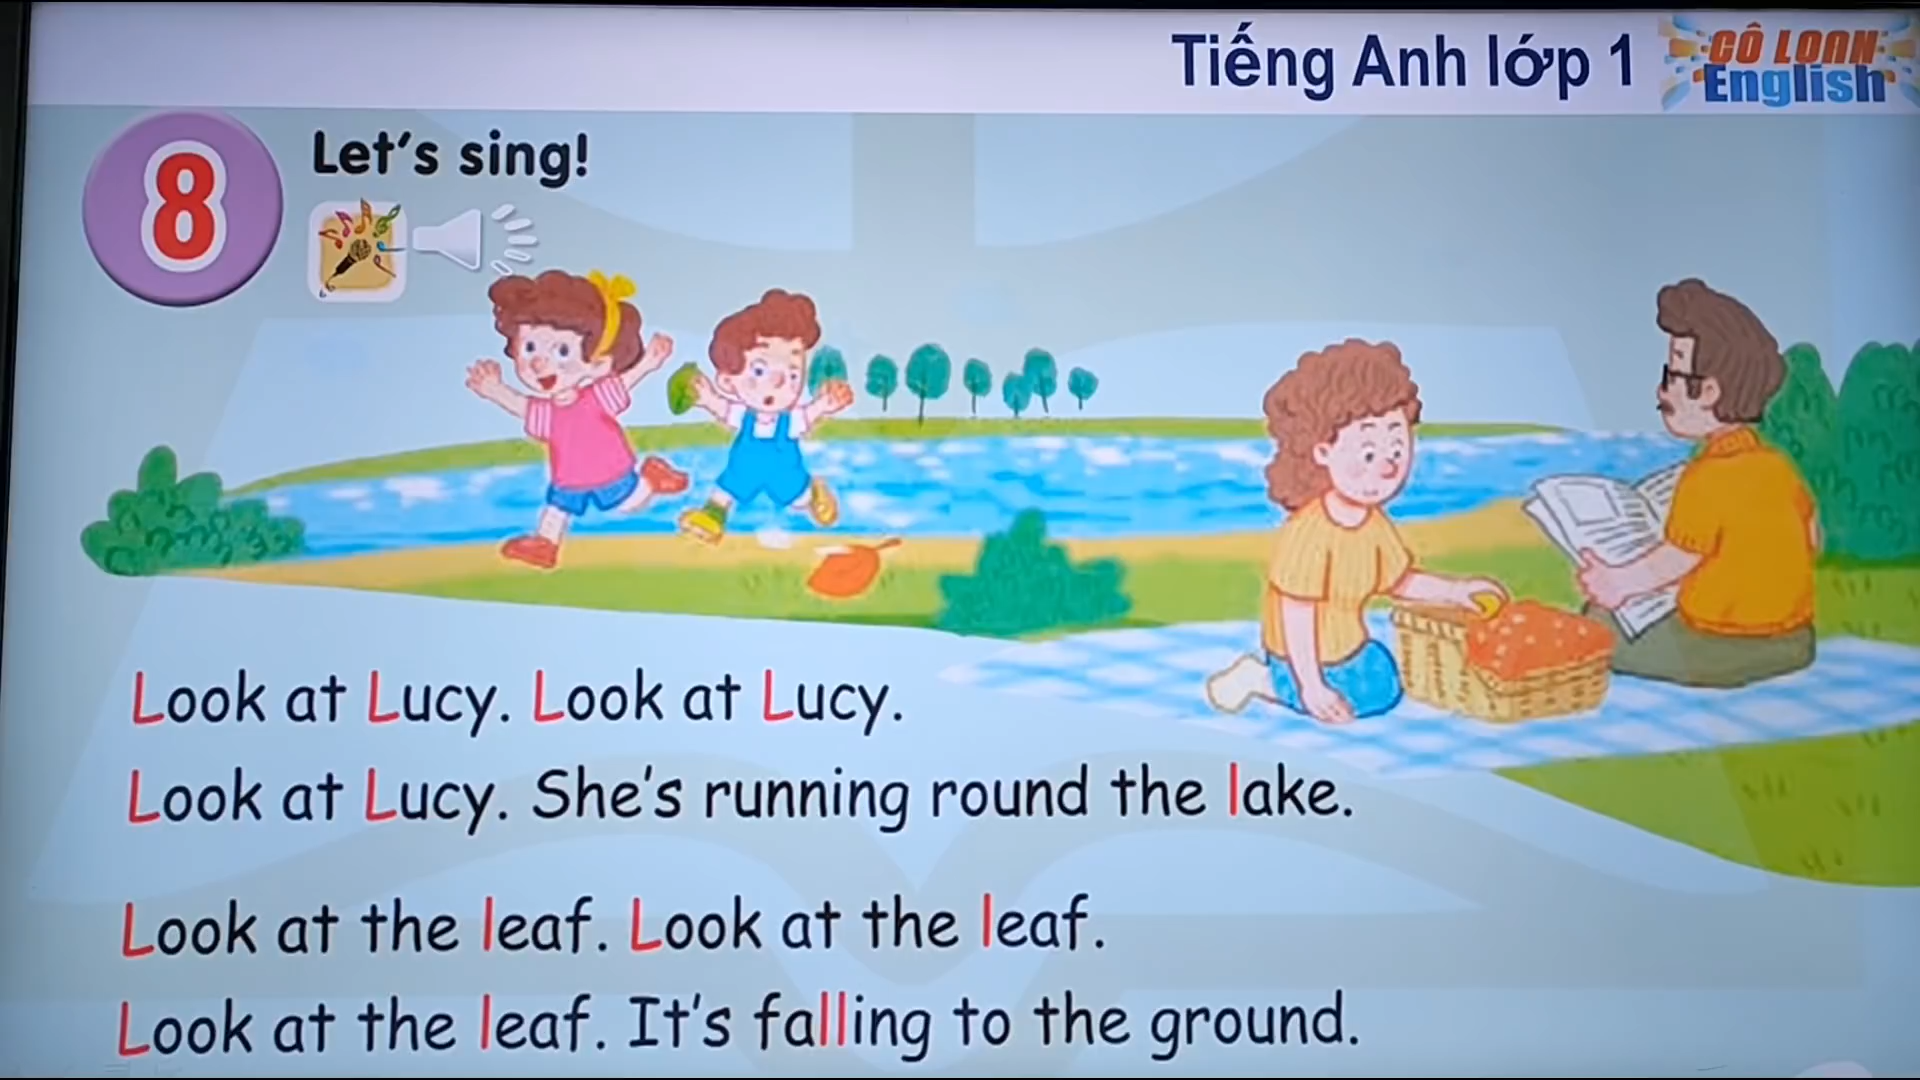 Tiếng Anh lớp 1
CÔ LOAN
English
8
Let's sing!
Look at Lucy. Look at Lucy.
Look at Lucy. She's running round the lake.
Look at the leaf. Look at the leaf.
Look at the leaf. It's falling to the ground.